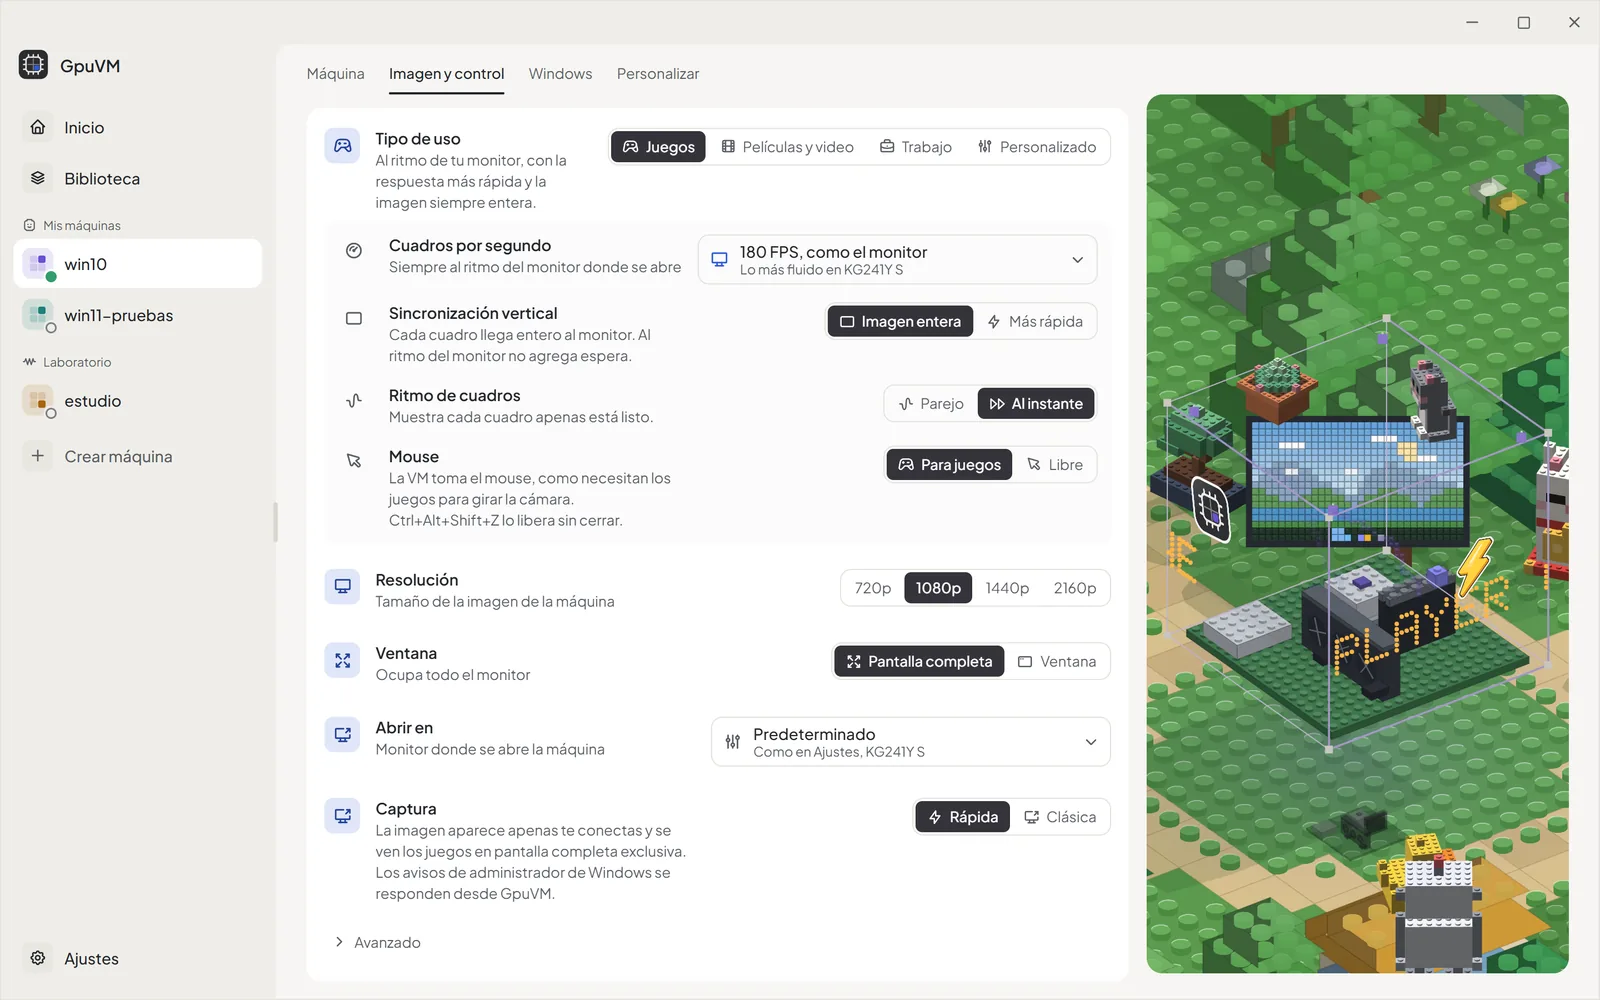 GpuVM
Inicio
Biblioteca
Mis máquinas
win10
win11-pruebas
Laboratorio
estudio
Crear máquina
Ajustes
Máquina
Imagen y control
Windows
Personalizar
Tipo de uso
Al ritmo de tu monitor, con la
respuesta más rápida y la
imagen siempre entera.
Juegos
Películas y video
Trabajo
Personalizado
Cuadros por segundo
Siempre al ritmo del monitor donde se abre
180 FPS, como el monitor
Lo más fluido en KG241Y S
Sincronización vertical
Cada cuadro llega entero al monitor. Al
ritmo del monitor no agrega espera.
Imagen entera
Más rápida
Ritmo de cuadros
Muestra cada cuadro apenas está listo.
Parejo
Al instante
Mouse
La VM toma el mouse, como necesitan los
juegos para girar la cámara.
Ctrl+Alt+Shift+Z lo libera sin cerrar.
Para juegos
Libre
Resolución
Tamaño de la imagen de la máquina
720p
1080p
1440p
2160p
Ventana
Ocupa todo el monitor
Pantalla completa
Ventana
Abrir en
Monitor donde se abre la máquina
Predeterminado
Como en Ajustes, KG241Y S
Captura
La imagen aparece apenas te conectas y se
ven los juegos en pantalla completa exclusiva.
Los avisos de administrador de Windows se
responden desde GpuVM.
Rápida
Clásica
Avanzado